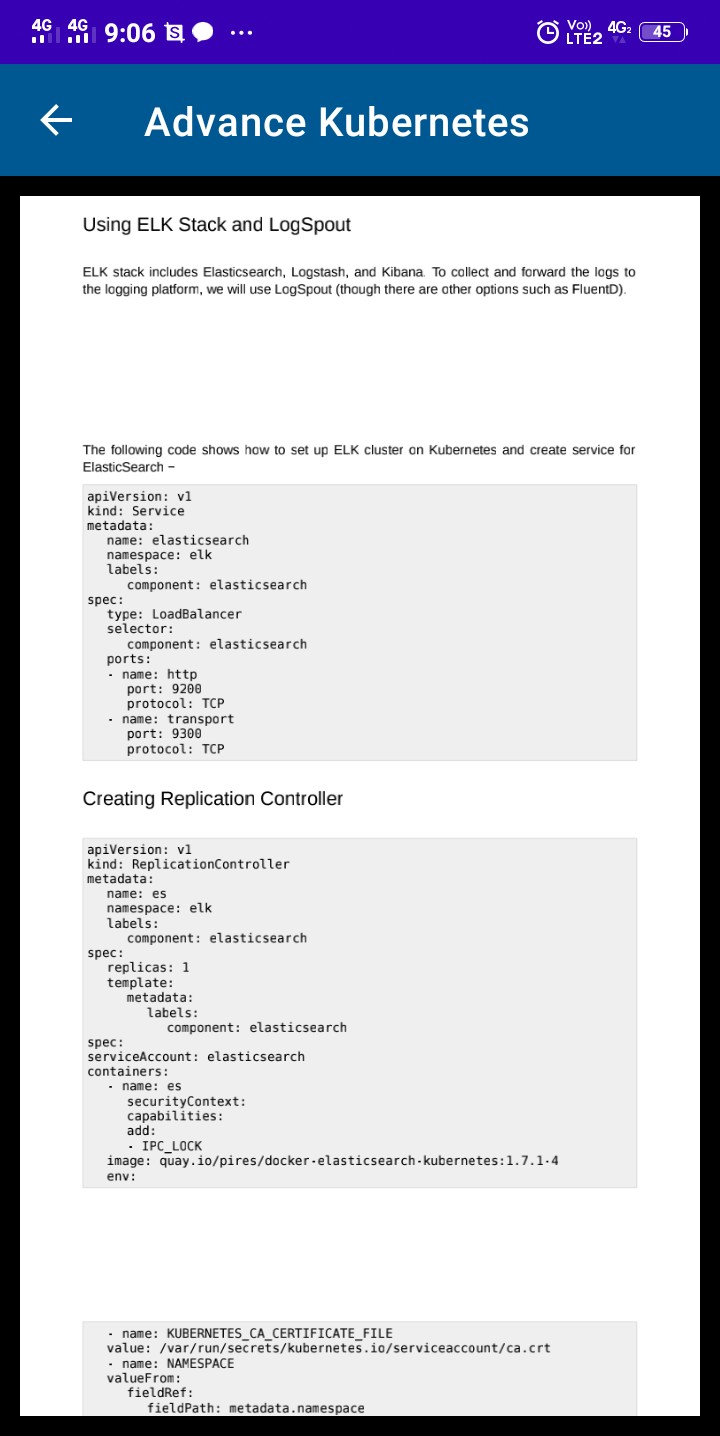 4G 4G 9:06 S ... Vo)) LTE2 4G2 45
Advance Kubernetes
Using ELK Stack and LogSpout
ELK stack includes Elasticsearch, Logstash, and Kibana. To collect and forward the logs to
the logging platform, we will use LogSpout (though there are other options such as FluentD).
The following code shows how to set up ELK cluster on Kubernetes and create service for
ElasticSearch –
apiVersion: v1
kind: Service
metadata:
name: elasticsearch
namespace: elk
labels:
component: elasticsearch
spec:
type: LoadBalancer
selector:
component: elasticsearch
ports:
- name: http
port: 9200
protocol: TCP
- name: transport
port: 9300
protocol: TCP
Creating Replication Controller
apiVersion: v1
kind: ReplicationController
metadata:
name: es
namespace: elk
labels:
component: elasticsearch
spec:
replicas: 1
template:
metadata:
labels:
component: elasticsearch
spec:
serviceAccount: elasticsearch
containers:
- name: es
securityContext:
capabilities:
add:
- IPC_LOCK
image: quay.io/pires/docker-elasticsearch-kubernetes:1.7.1-4
env:
- name: KUBERNETES_CA_CERTIFICATE_FILE
value: /var/run/secrets/kubernetes.io/serviceaccount/ca.crt
- name: NAMESPACE
valueFrom:
fieldRef:
fieldPath: metadata.namespace